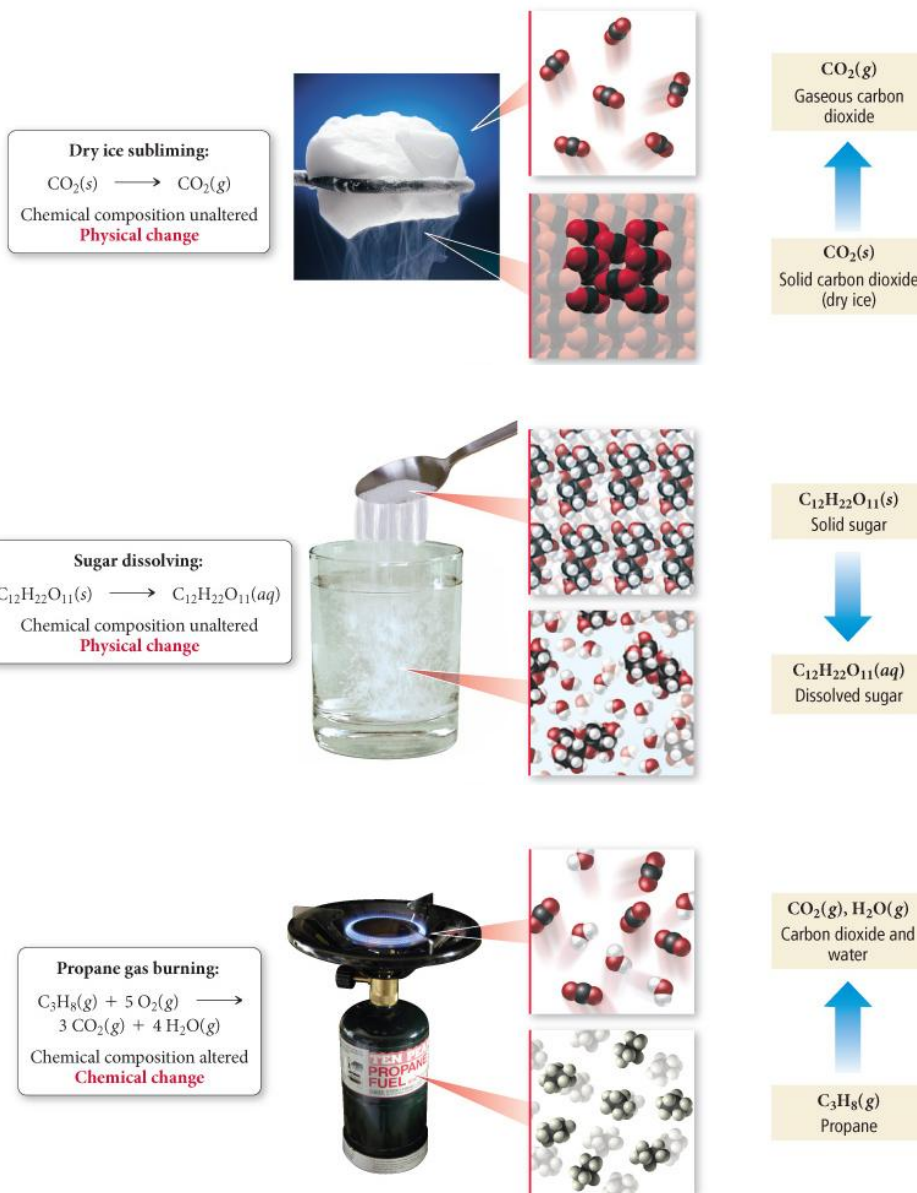 Dry ice subliming:
CO₂(s) ⟶ CO₂(g)
Chemical composition unaltered
Physical change
CO₂(g)
Gaseous carbon
dioxide
CO₂(s)
Solid carbon dioxide
(dry ice)
Sugar dissolving:
C₁₂H₂₂O₁₁(s) ⟶ C₁₂H₂₂O₁₁(aq)
Chemical composition unaltered
Physical change
C₁₂H₂₂O₁₁(s)
Solid sugar
C₁₂H₂₂O₁₁(aq)
Dissolved sugar
Propane gas burning:
C₃H₈(g) + 5 O₂(g) ⟶
3 CO₂(g) + 4 H₂O(g)
Chemical composition altered
Chemical change
TEN
PROPANE
FUEL
CO₂(g), H₂O(g)
Carbon dioxide and
water
C₃H₈(g)
Propane